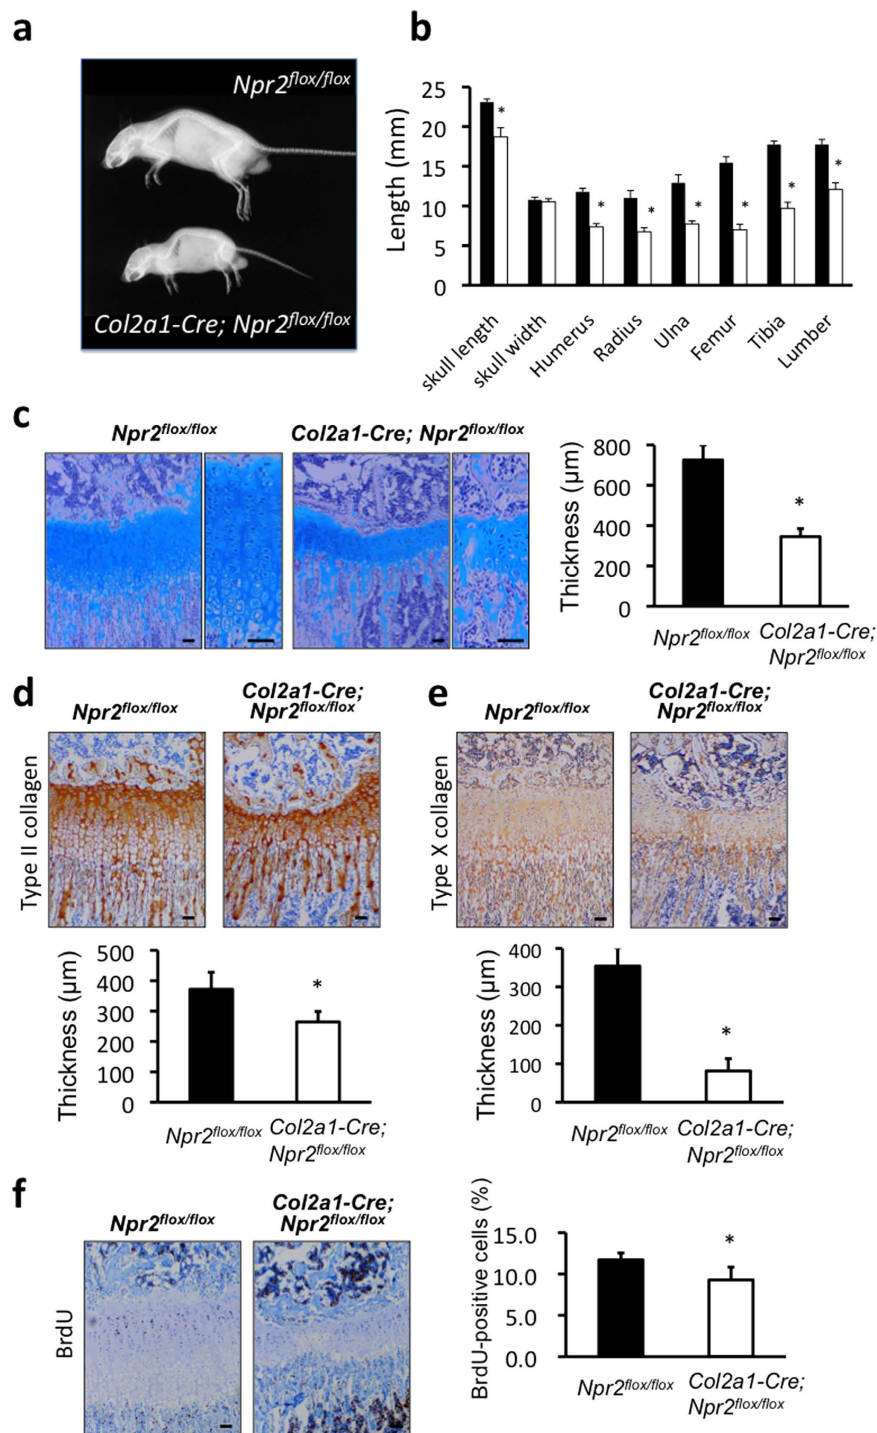 a
Npr2flox/flox
Col2a1-Cre; Npr2flox/flox
b
Length (mm)
25
20
15
10
5
0
*
*
*
*
*
*
*
skull length
skull width
Humerus
Radius
Ulna
Femur
Tibia
Lumber
c
Npr2flox/flox
Col2a1-Cre; Npr2flox/flox
Thickness (μm)
800
600
400
200
0
*
Npr2flox/flox
Col2a1-Cre;
Npr2flox/flox
d
Npr2flox/flox
Col2a1-Cre;
Npr2flox/flox
Type II collagen
Thickness (μm)
500
400
300
200
100
0
*
Npr2flox/flox
Col2a1-Cre;
Npr2flox/flox
e
Npr2flox/flox
Col2a1-Cre;
Npr2flox/flox
Type X collagen
Thickness (μm)
400
300
200
100
0
*
Npr2flox/flox
Col2a1-Cre;
Npr2flox/flox
f
Npr2flox/flox
Col2a1-Cre;
Npr2flox/flox
BrdU
BrdU-positive cells (%)
15.0
10.0
5.0
0.0
*
Npr2flox/flox
Col2a1-Cre;
Npr2flox/flox